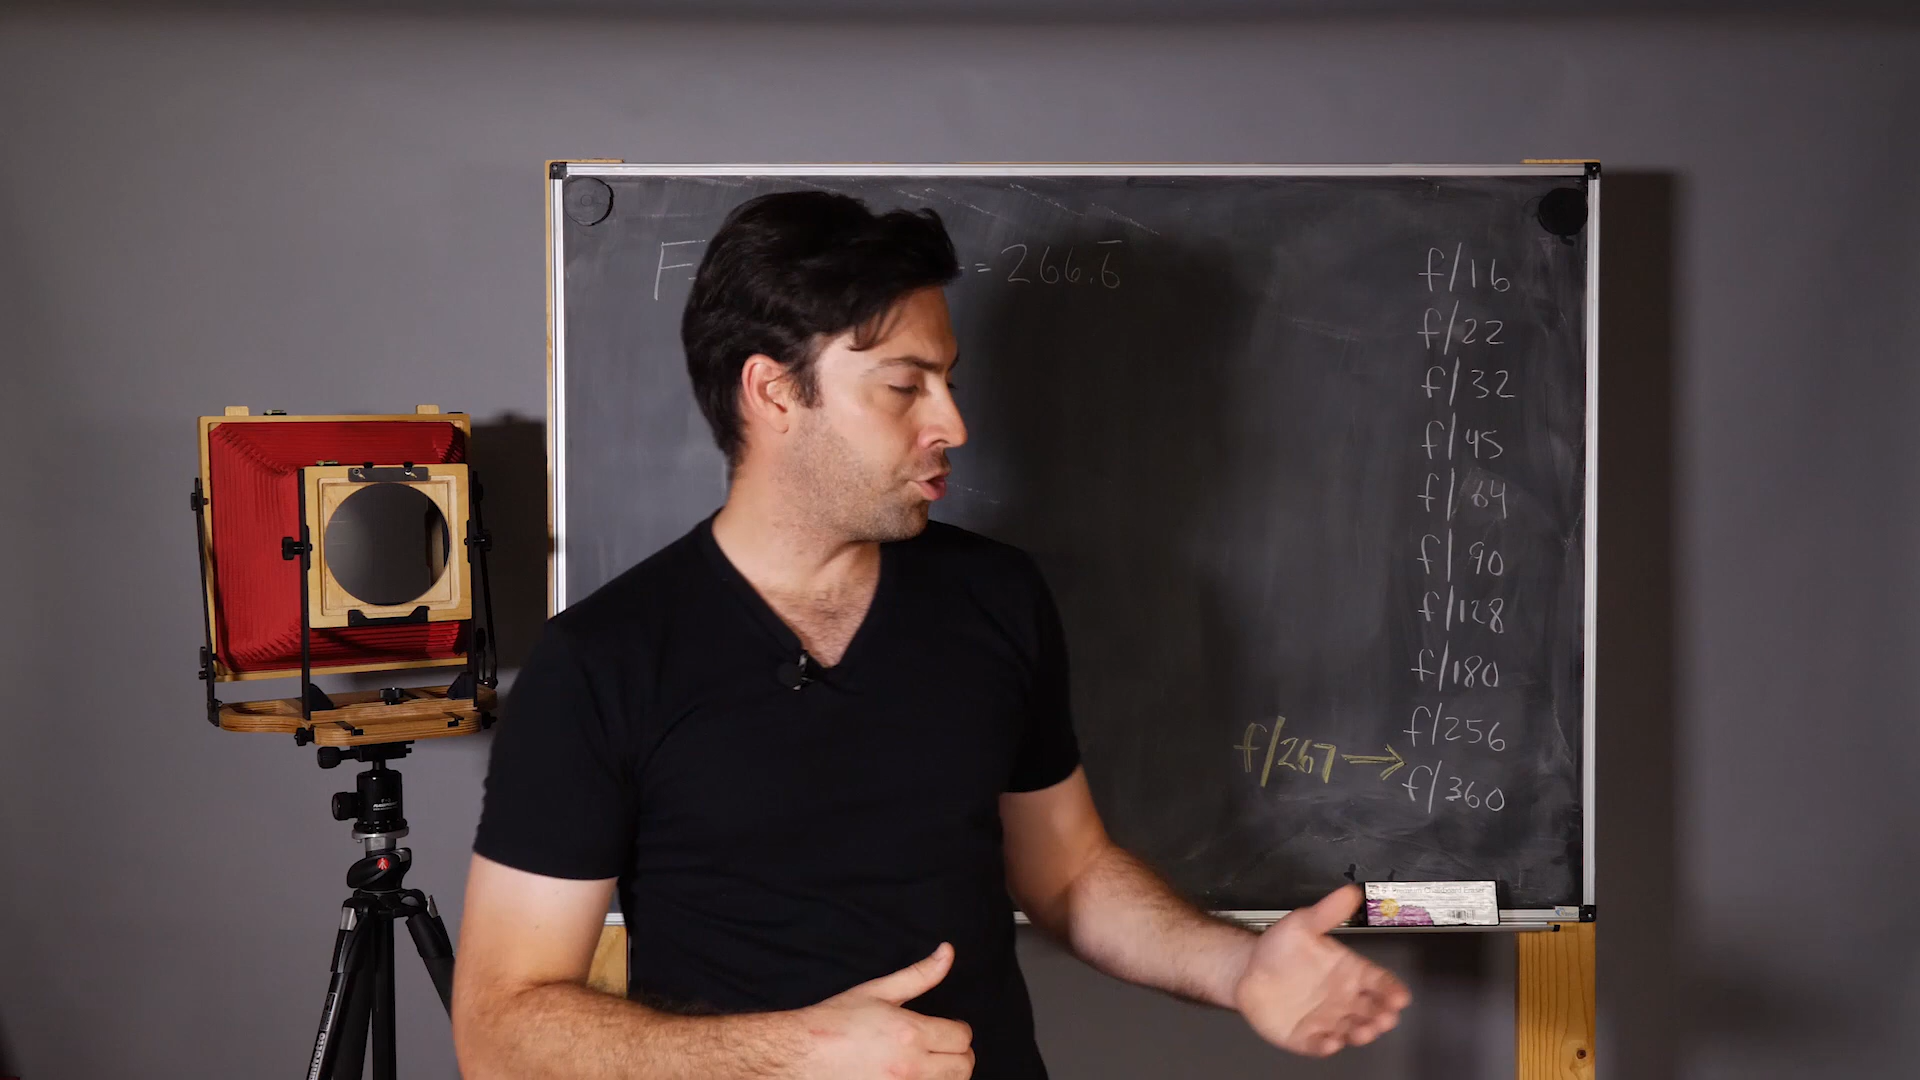 F = 266.6
f/16
f/22
f/32
f/45
f/64
f/90
f/128
f/180
f/256
f/267 →
f/360